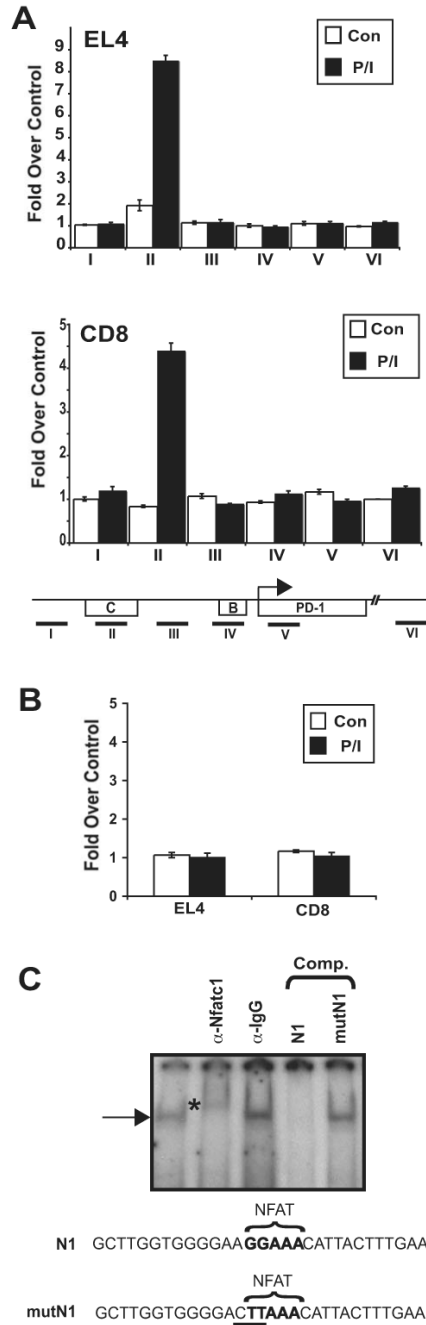 A
EL4
Con
P/I
Fold Over Control
9
8
7
6
5
4
3
2
1
0
I II III IV V VI
CD8
Con
P/I
Fold Over Control
5
4
3
2
1
0
I II III IV V VI
C B PD-1
I II III IV V VI
B
Con
P/I
Fold Over Control
5
4
3
2
1
0
EL4 CD8
C
Comp.
α-Nfatc1 α-IgG N1 mutN1
*
NFAT
N1 GCTTGGTGGGGAAGGAAACATTACTTTGAA
NFAT
mutN1 GCTTGGTGGGGACTTAAACATTACTTTGAA